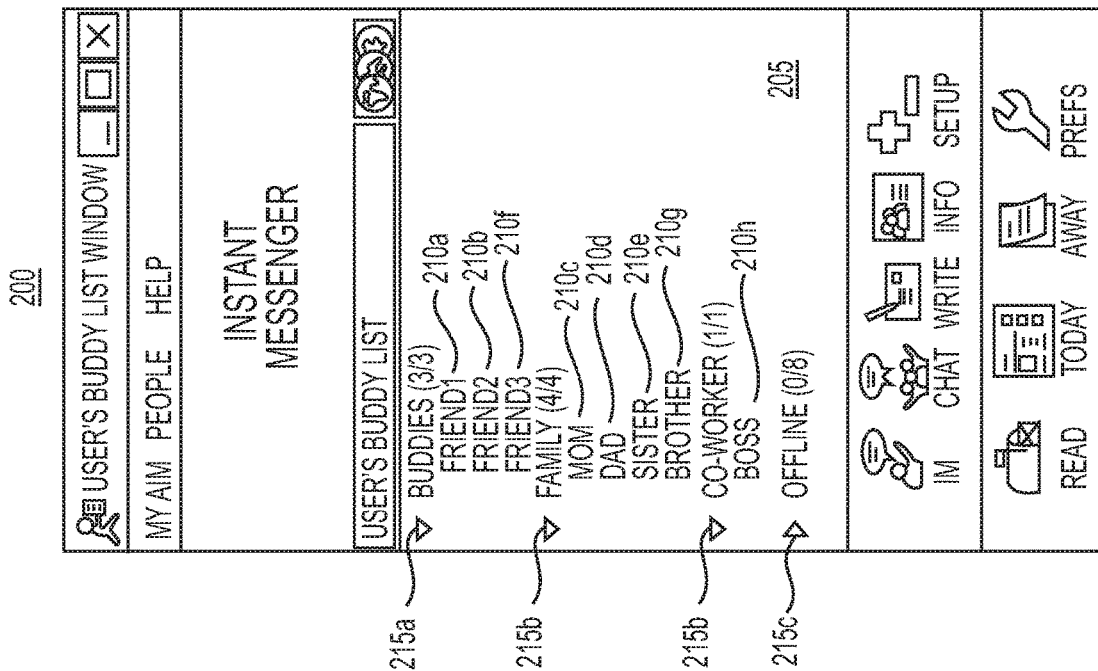 200
USER'S BUDDY LIST WINDOW
MY AIM PEOPLE HELP
INSTANT
MESSENGER
USER'S BUDDY LIST
215a
BUDDIES (3/3)
FRIEND1 210a
FRIEND2 210b
FRIEND3 210f
215b
FAMILY (4/4)
MOM 210c
DAD 210d
SISTER 210e
BROTHER 210g
215b
CO-WORKER (1/1)
BOSS 210h
215c
OFFLINE (0/8)
205
IM CHAT WRITE INFO SETUP
READ TODAY AWAY PREFS